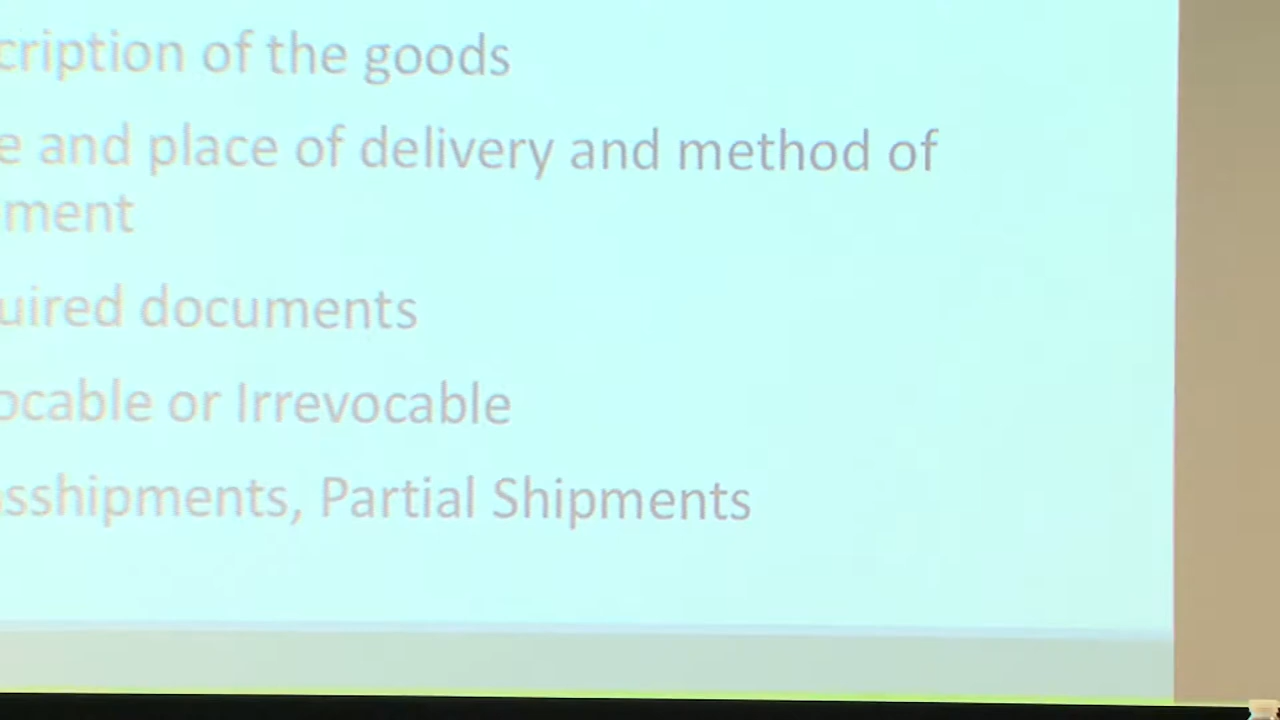 cription of the goods
e and place of delivery and method of
ment
uired documents
ocable or Irrevocable
sshipments, Partial Shipments